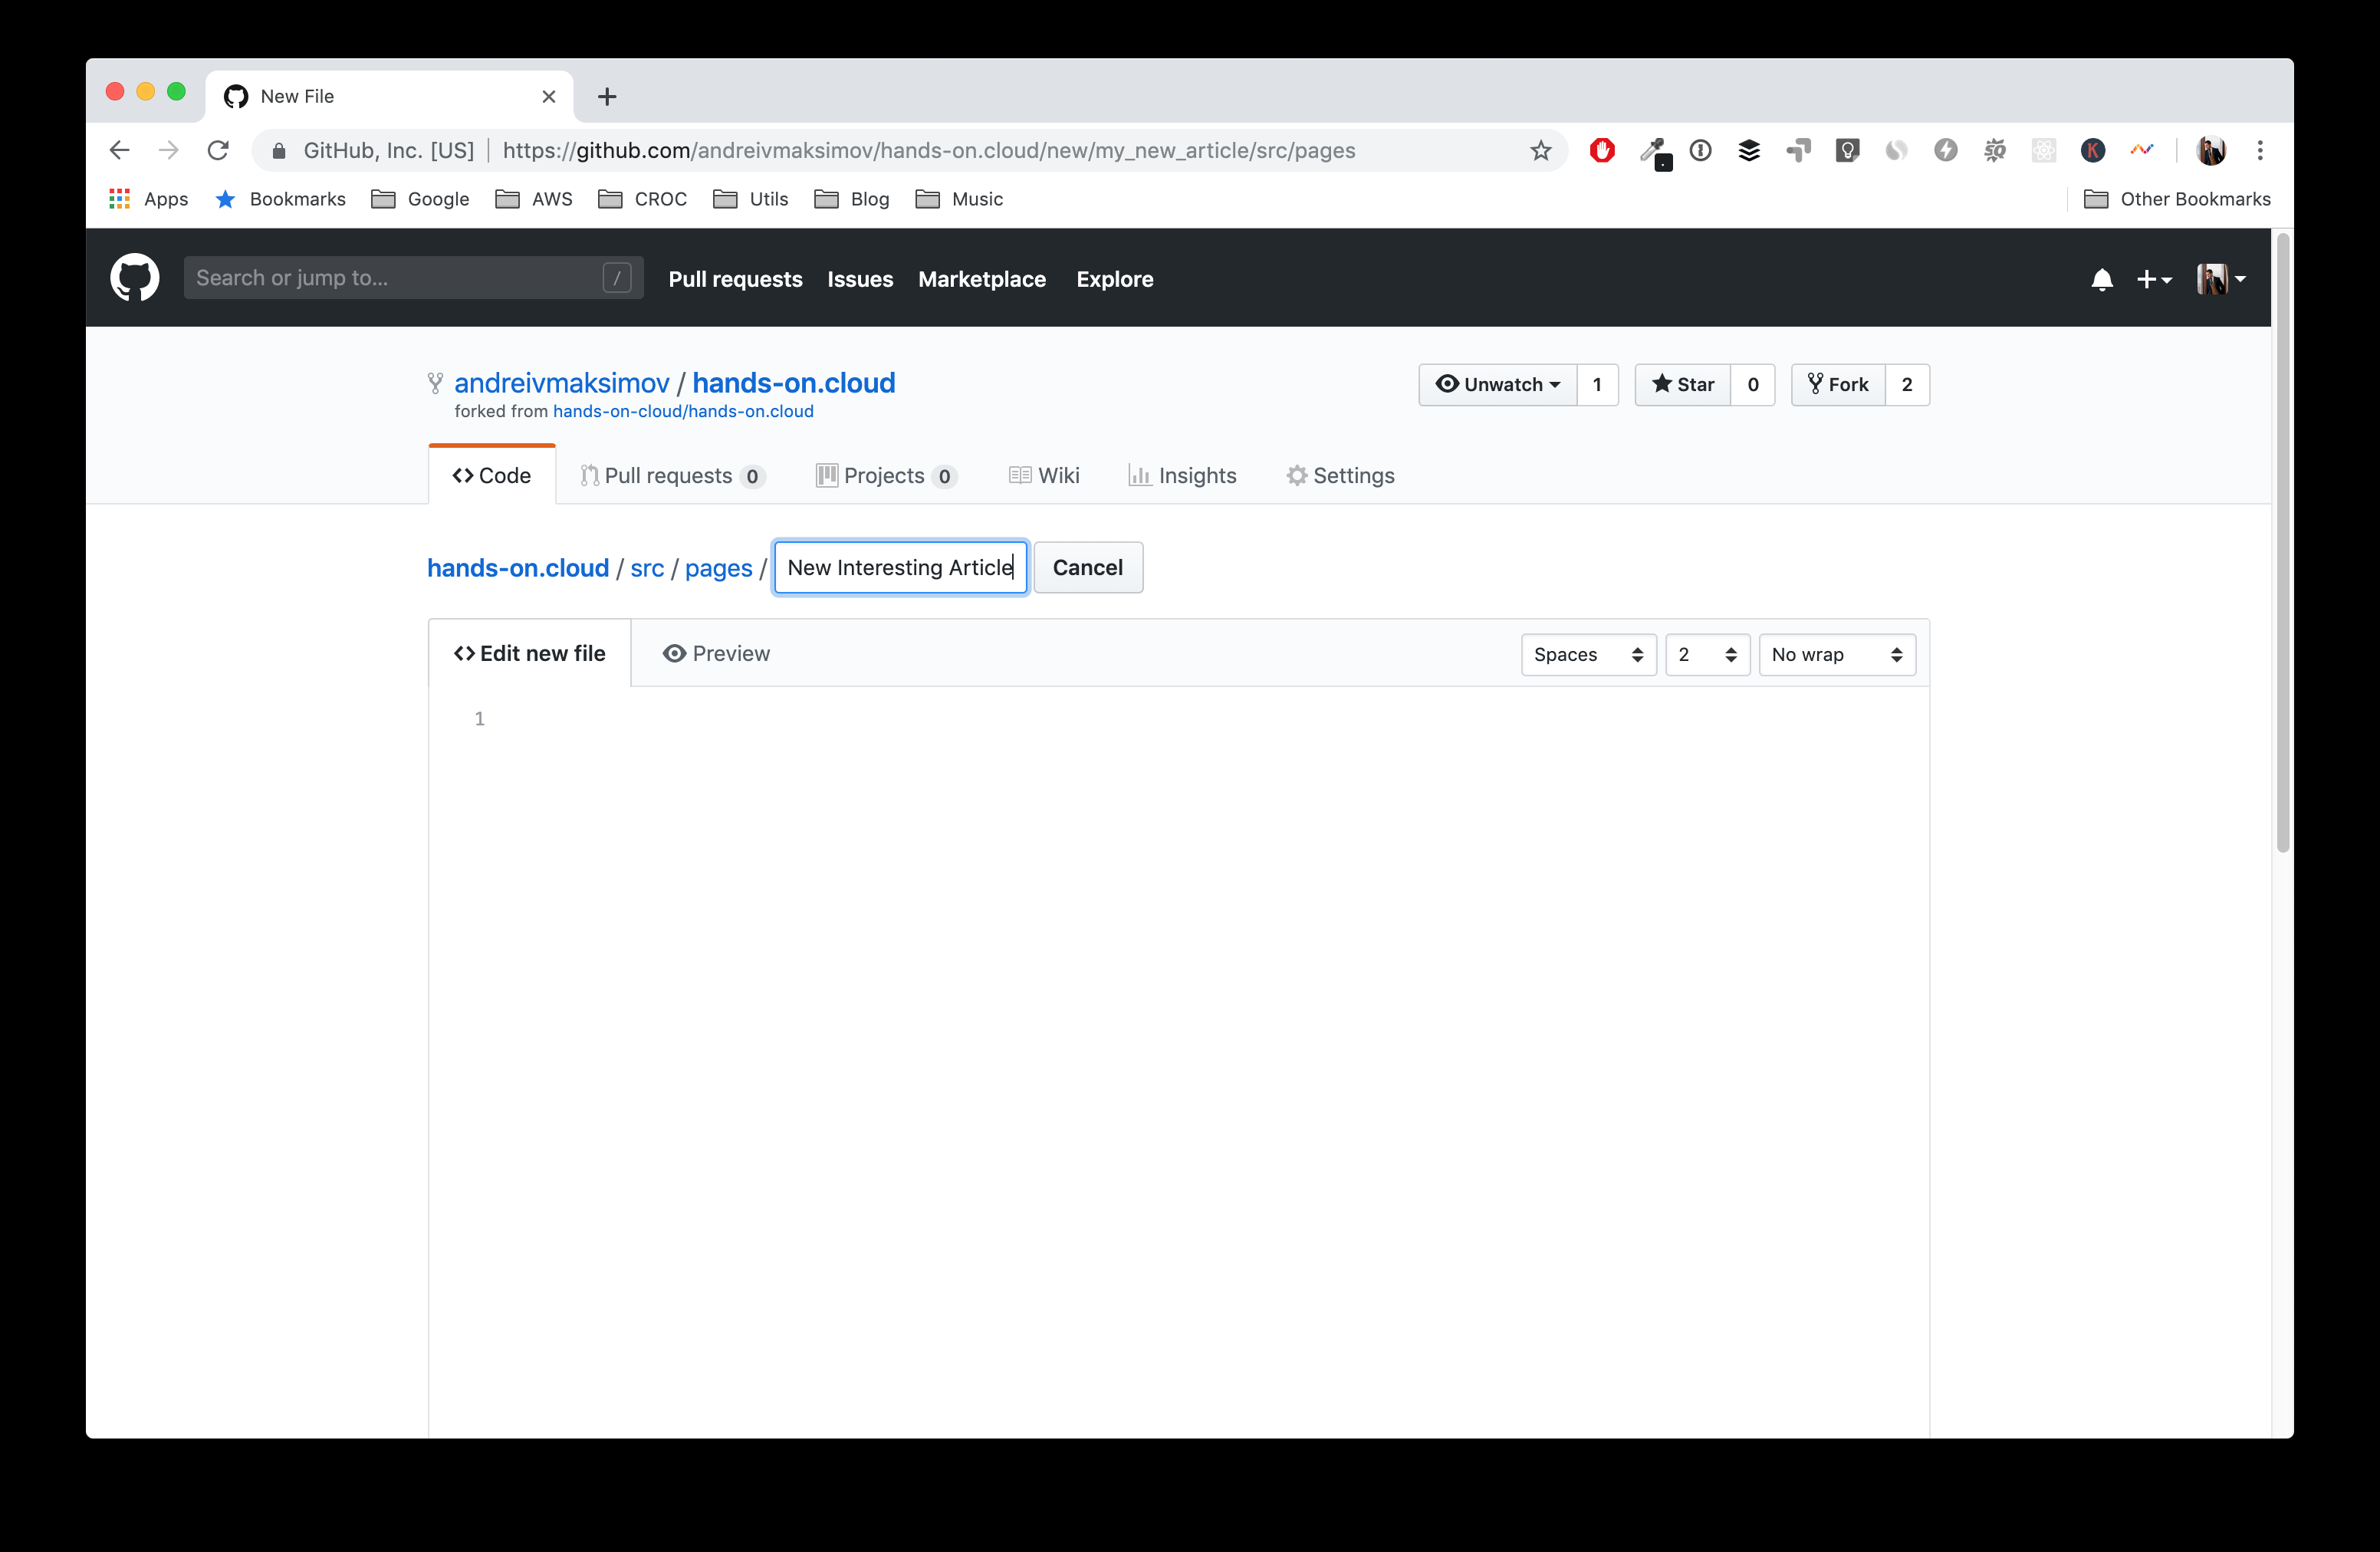 New File
GitHub, Inc. [US] | https://github.com/andreivmaksimov/hands-on.cloud/new/my_new_article/src/pages
Apps Bookmarks Google AWS CROC Utils Blog Music Other Bookmarks
Search or jump to... / Pull requests Issues Marketplace Explore
andreivmaksimov / hands-on.cloud Unwatch 1 Star 0 Fork 2
forked from hands-on-cloud/hands-on.cloud
Code Pull requests 0 Projects 0 Wiki Insights Settings
hands-on.cloud / src / pages / New Interesting Article Cancel
Edit new file Preview Spaces 2 No wrap
1